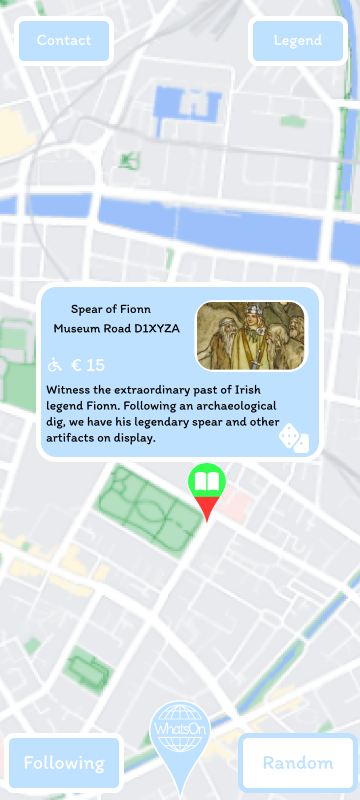 Contact
Legend
Spear of Fionn
Museum Road D1XYZA
€ 15
Witness the extraordinary past of Irish
legend Fionn. Following an archaeological
dig, we have his legendary spear and other
artifacts on display.
WhatsOn
Following
Random